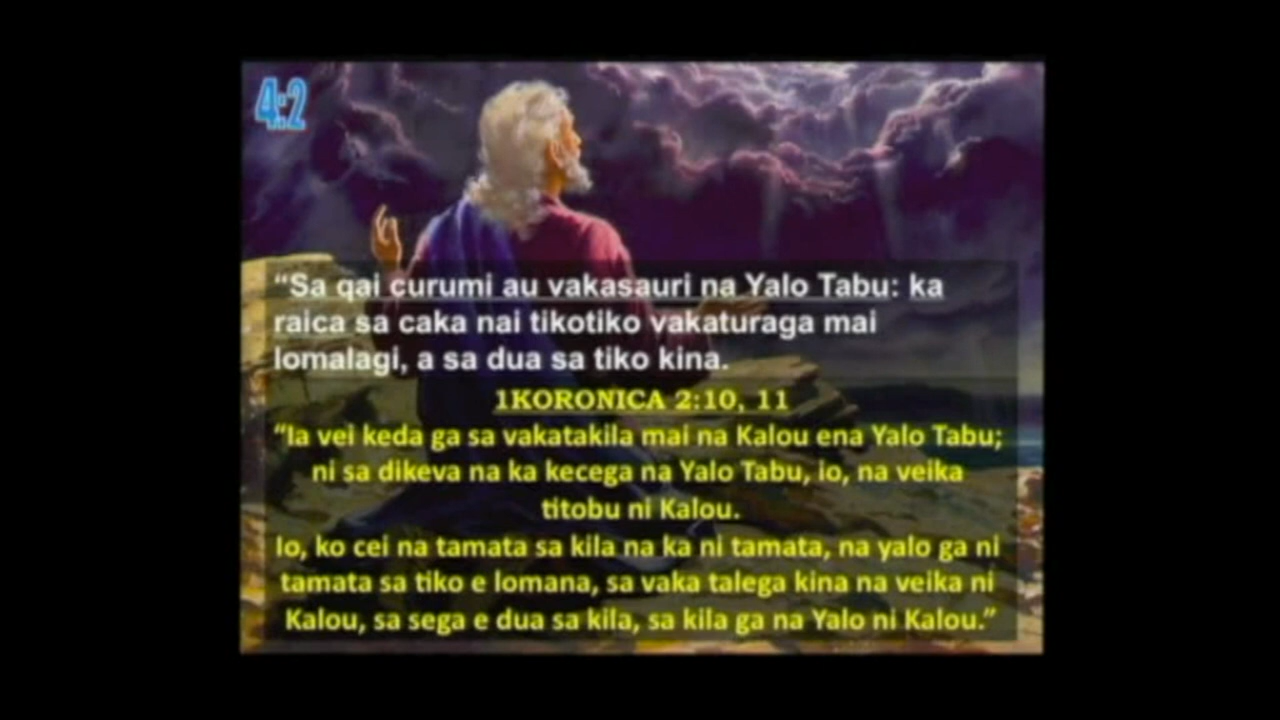 4:2
“Sa qai curumi au vakasauri na Yalo Tabu: ka
raica sa caka nai tikotiko vakaturaga mai
lomalagi, a sa dua sa tiko kina.
1KORONICA 2:10, 11
“Ia vei keda ga sa vakatakila mai na Kalou ena Yalo Tabu;
ni sa dikeva na ka kecega na Yalo Tabu, io, na veika
titobu ni Kalou.
Io, ko cei na tamata sa kila na ka ni tamata, na yalo ga ni
tamata sa tiko e lomana, sa vaka talega kina na veika ni
Kalou, sa sega e dua sa kila, sa kila ga na Yalo ni Kalou.”